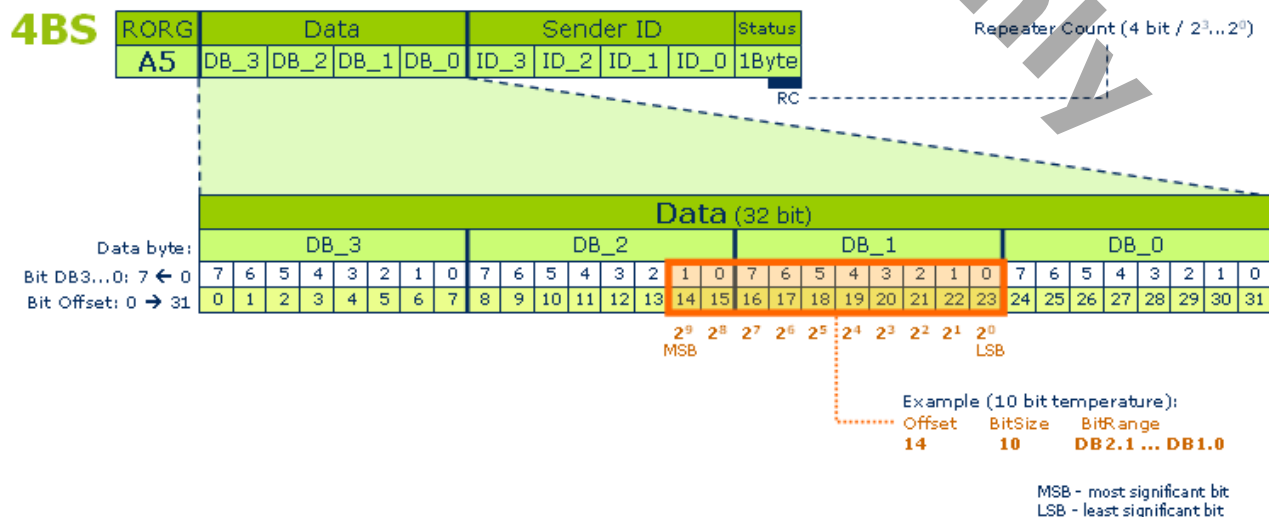 4BS
RORG Data Sender ID Status
A5 DB_3 DB_2 DB_1 DB_0 ID_3 ID_2 ID_1 ID_0 1Byte
RC
Repeater Count (4 bit / 2³...2⁰)
Data (32 bit)
Data byte: DB_3 DB_2 DB_1 DB_0
Bit DB3...0: 7 ← 0 7 6 5 4 3 2 1 0 7 6 5 4 3 2 1 0 7 6 5 4 3 2 1 0 7 6 5 4 3 2 1 0
Bit Offset: 0 → 31 0 1 2 3 4 5 6 7 8 9 10 11 12 13 14 15 16 17 18 19 20 21 22 23 24 25 26 27 28 29 30 31
2⁹ 2⁸ 2⁷ 2⁶ 2⁵ 2⁴ 2³ 2² 2¹ 2⁰
MSB LSB
Example (10 bit temperature):
Offset BitSize BitRange
14 10 DB2.1 ... DB1.0
MSB - most significant bit
LSB - least significant bit